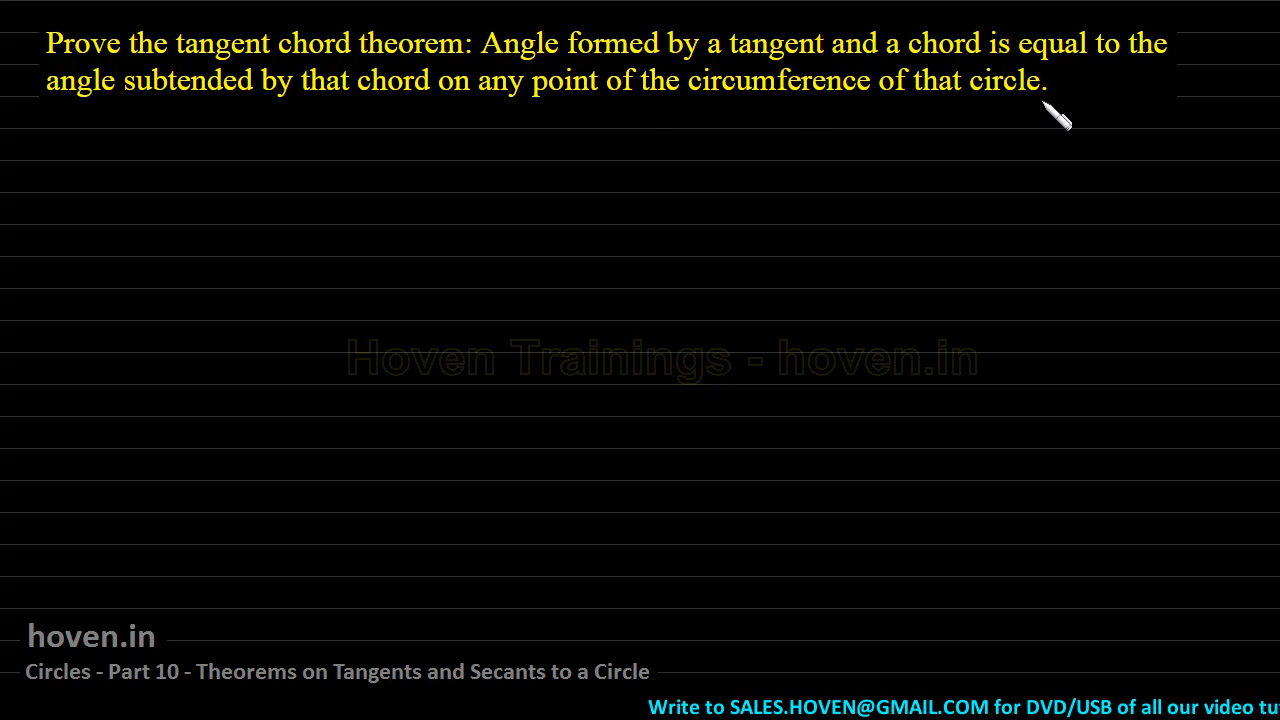 Prove the tangent chord theorem: Angle formed by a tangent and a chord is equal to the
angle subtended by that chord on any point of the circumference of that circle.
Hoven Trainings - hoven.in
hoven.in
Circles - Part 10 - Theorems on Tangents and Secants to a Circle
Write to SALES.HOVEN@GMAIL.COM for DVD/USB of all our video tu